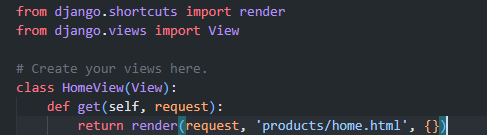 from django.shortcuts import render
from django.views import View

# Create your views here.
class HomeView(View):
    def get(self, request):
        return render(request, 'products/home.html', {})